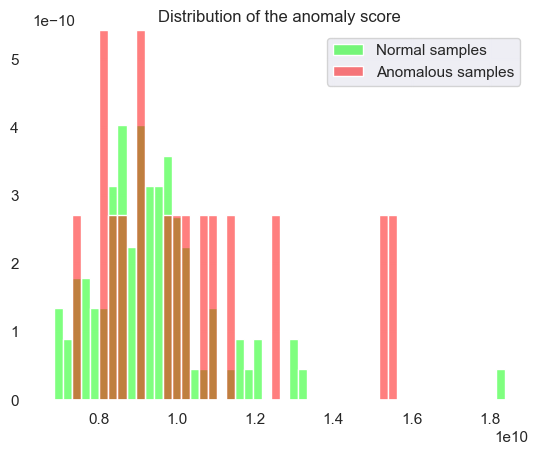 Distribution of the anomaly score
1e−10
Normal samples
Anomalous samples
5
4
3
2
1
0
0.8 1.0 1.2 1.4 1.6 1.8
1e10